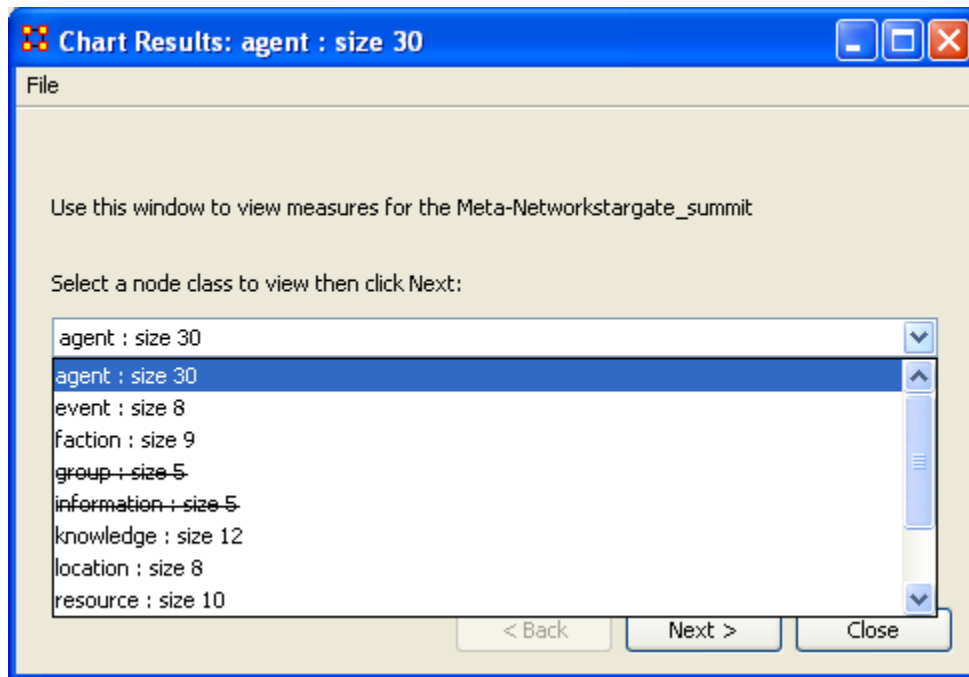 Chart Results: agent : size 30
File
Use this window to view measures for the Meta-Networkstargate_summit
Select a node class to view then click Next:
agent : size 30
agent : size 30
event : size 8
faction : size 9
group : size 5
information : size 5
knowledge : size 12
location : size 8
resource : size 10
< Back Next > Close